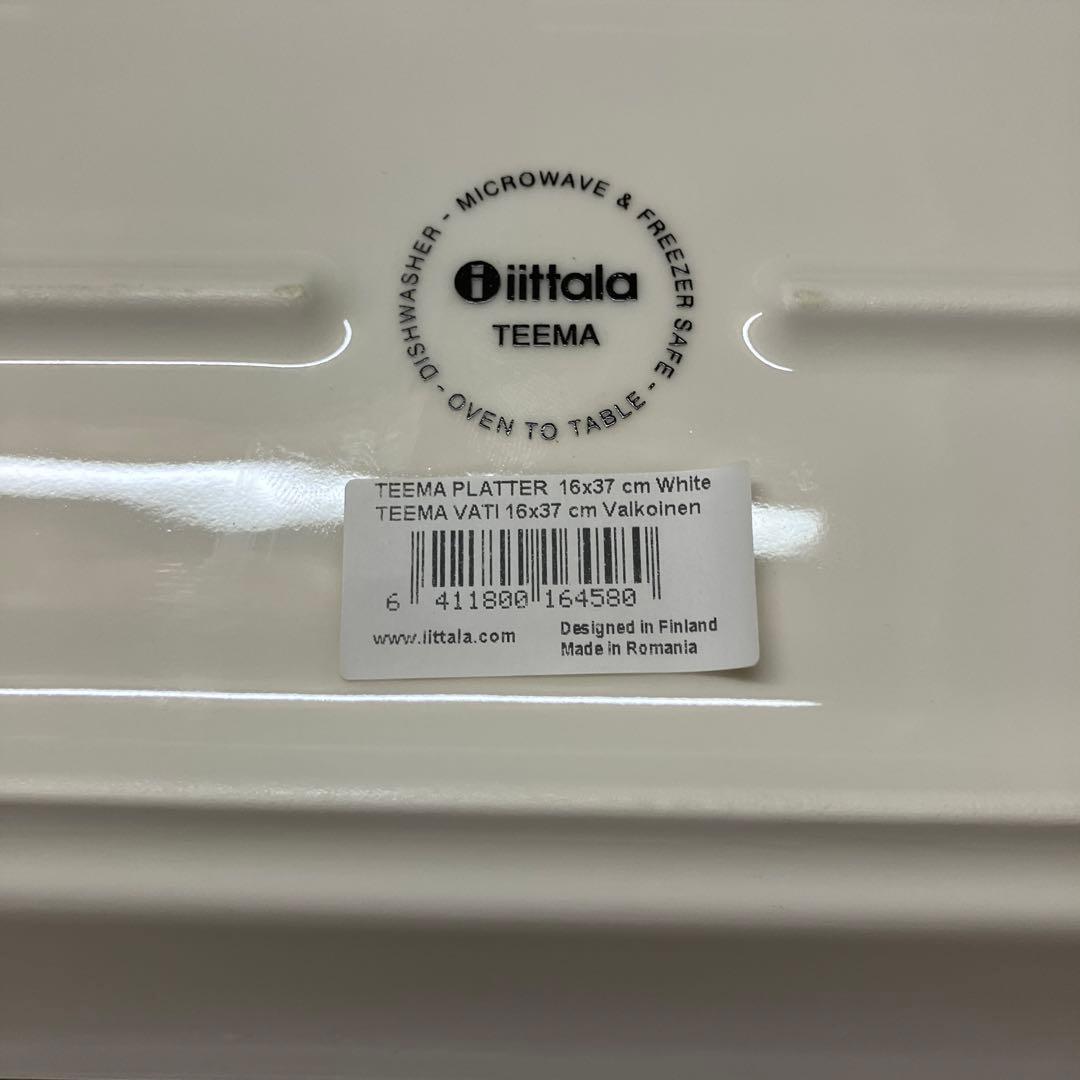 DISHWASHER - MICROWAVE & FREEZER SAFE - OVEN TO TABLE -
iittala
TEEMA
TEEMA PLATTER 16x37 cm White
TEEMA VATI 16x37 cm Valkoinen
6 411800 164580
www.iittala.com
Designed in Finland
Made in Romania